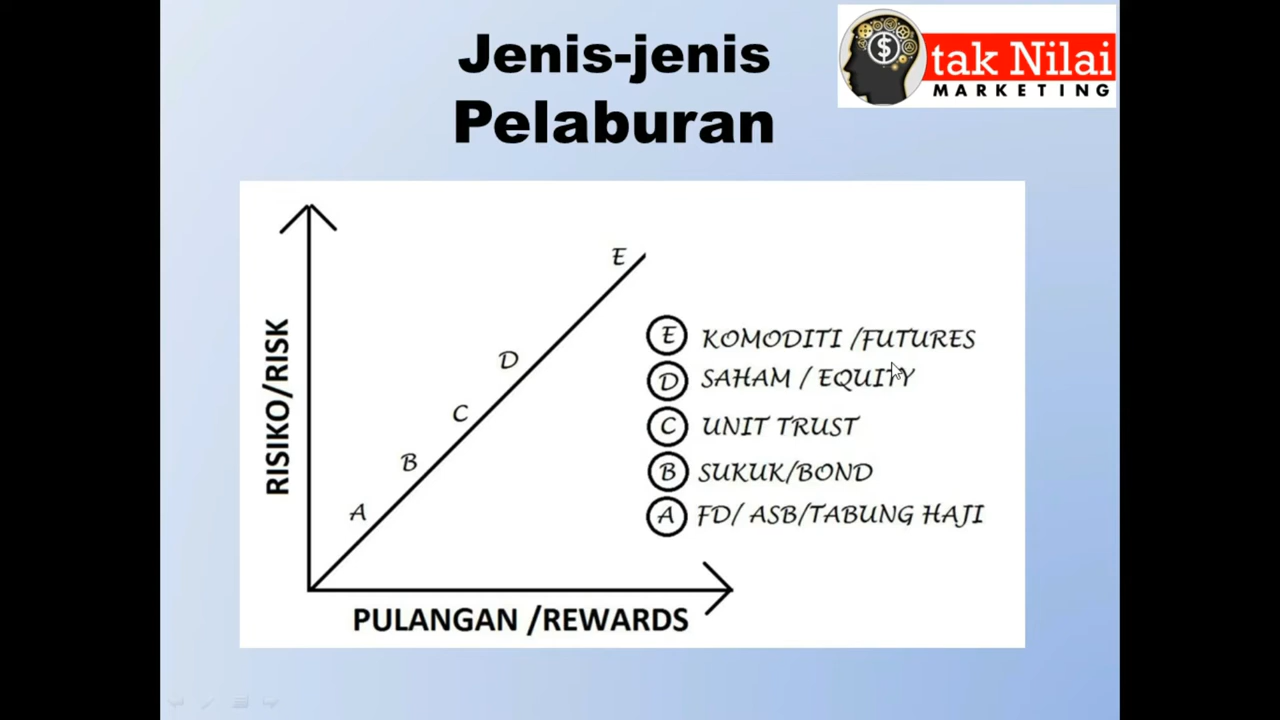 Jenis-jenis
Pelaburan
tak Nilai
MARKETING
$
RISIKO/RISK
PULANGAN /REWARDS
A
B
C
D
E
E KOMODITI /FUTURES
D SAHAM / EQUITY
C UNIT TRUST
B SUKUK/BOND
A FD/ ASB/TABUNG HAJI